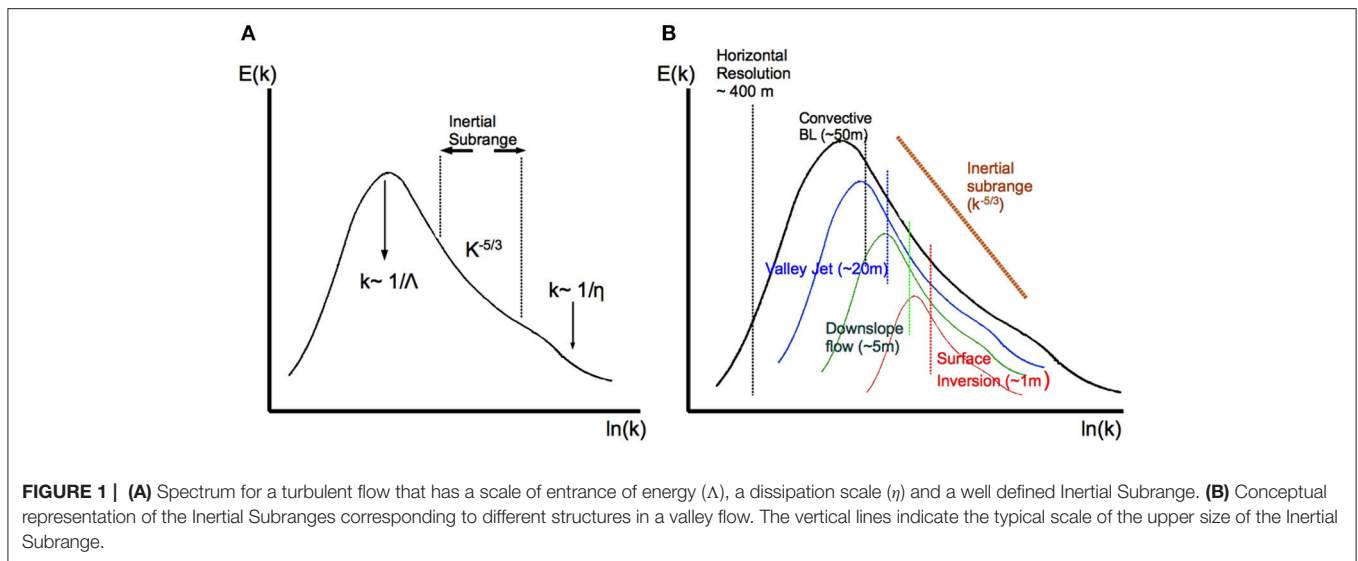 A
E(k)
Inertial
Subrange
K-5/3
k~ 1/Λ
k~ 1/η
ln(k)
B
Horizontal
Resolution
~ 400 m
E(k)
Convective
BL (~50m)
Inertial
subrange
(k-5/3)
Valley Jet (~20m)
Downslope
flow (~5m)
Surface
Inversion (~1m)
ln(k)
FIGURE 1 | (A) Spectrum for a turbulent flow that has a scale of entrance of energy (Λ), a dissipation scale (η) and a well defined Inertial Subrange. (B) Conceptual
representation of the Inertial Subranges corresponding to different structures in a valley flow. The vertical lines indicate the typical scale of the upper size of the Inertial
Subrange.